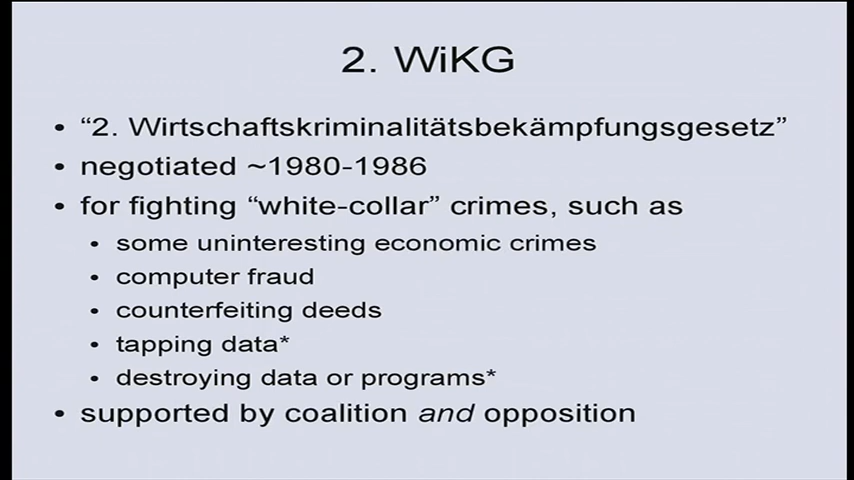 2. WiKG
• “2. Wirtschaftskriminalitätsbekämpfungsgesetz”
• negotiated ~1980-1986
• for fighting “white-collar” crimes, such as
• some uninteresting economic crimes
• computer fraud
• counterfeiting deeds
• tapping data*
• destroying data or programs*
• supported by coalition and opposition